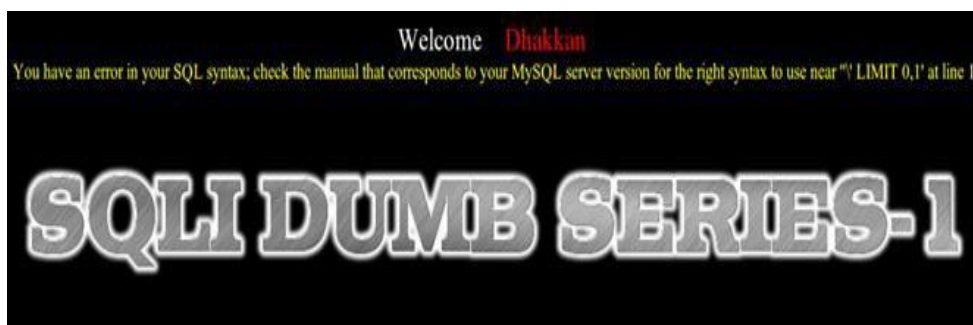 Welcome Dhakkan
You have an error in your SQL syntax; check the manual that corresponds to your MySQL server version for the right syntax to use near ''\' LIMIT 0,1' at line 1
SQLI DUMB SERIES-1